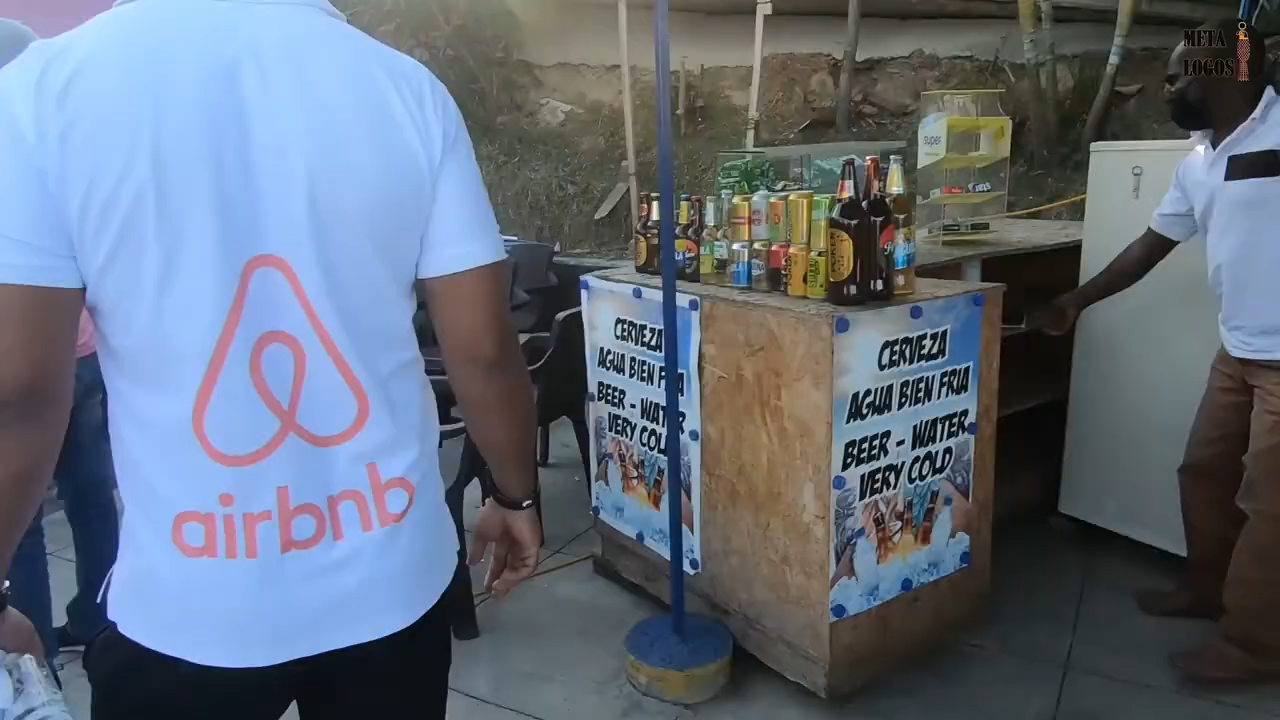 META
LOGOS
super
airbnb
CERVEZA
AGUA BIEN FRIA
BEER - WATER
VERY COLD
CERVEZA
AGUA BIEN FRIA
BEER - WATER
VERY COLD